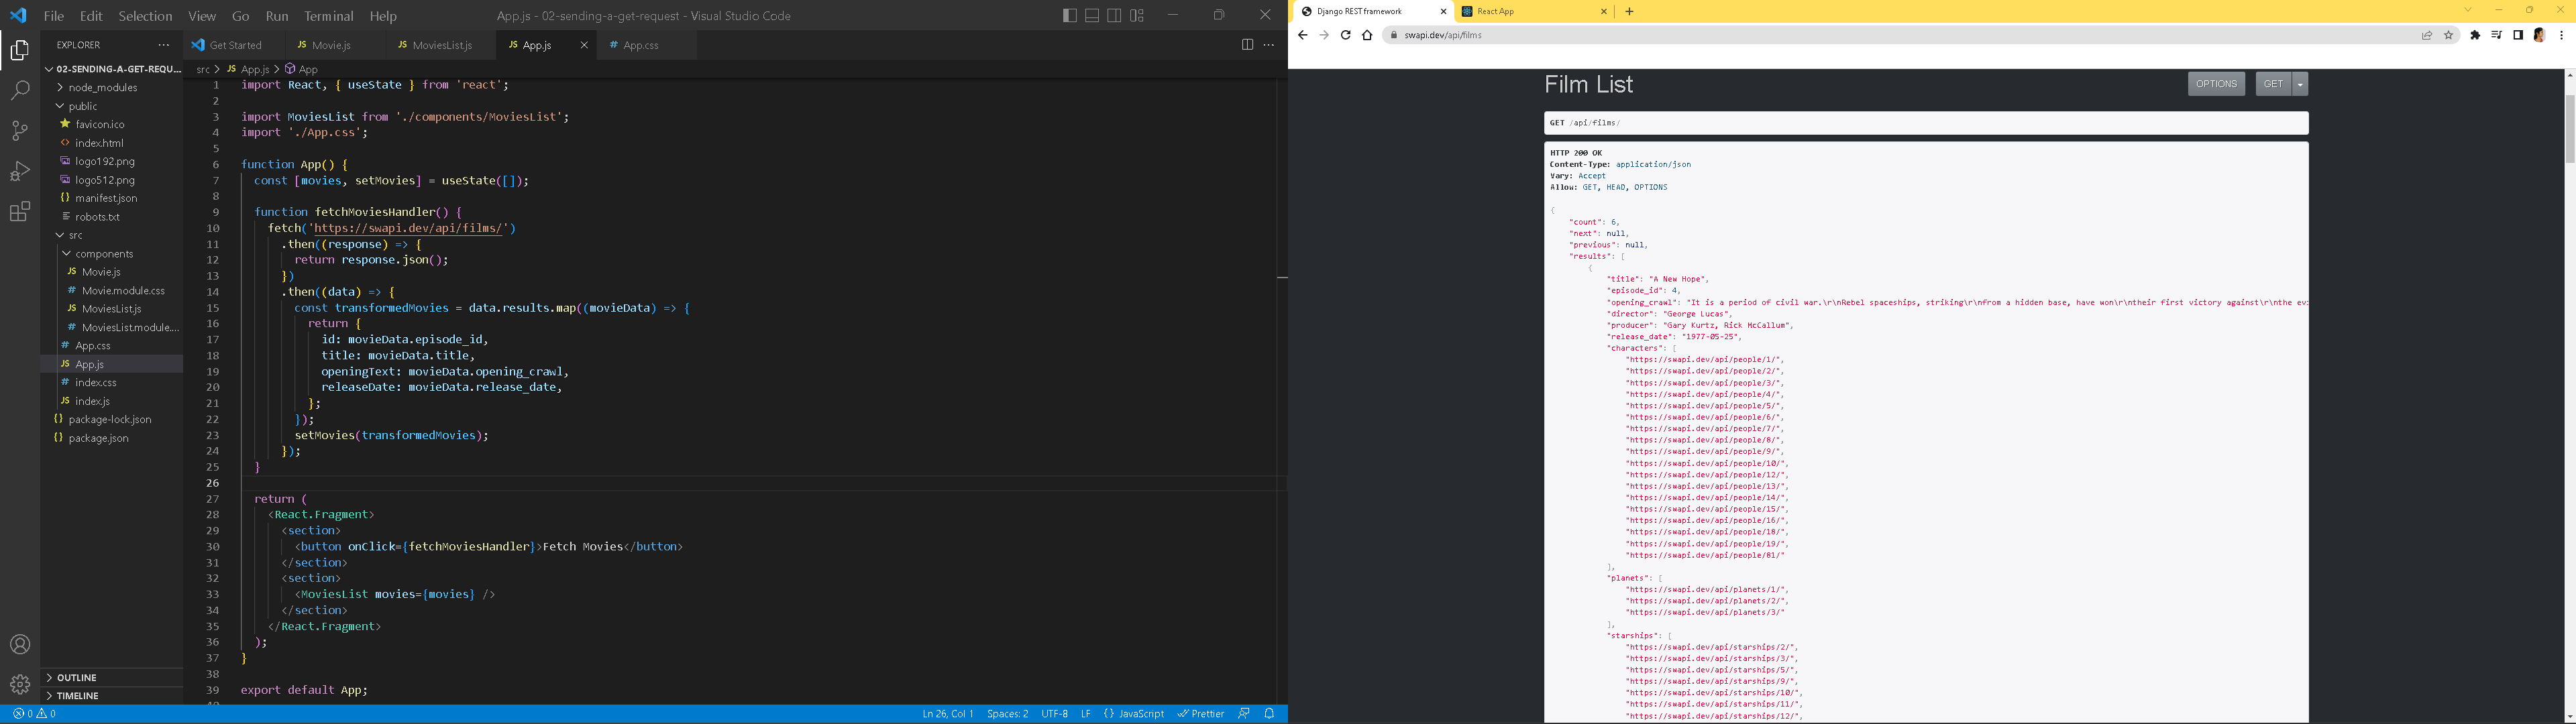 File Edit Selection View Go Run Terminal Help
App.js - 02-sending-a-get-request - Visual Studio Code
EXPLORER
02-SENDING-A-GET-REQU...
node_modules
public
favicon.ico
index.html
logo192.png
logo512.png
manifest.json
robots.txt
src
components
Movie.js
Movie.module.css
MoviesList.js
MoviesList.module....
App.css
App.js
index.css
index.js
package-lock.json
package.json
OUTLINE
TIMELINE
Get Started
Movie.js
MoviesList.js
App.js
App.css
src > JS App.js > App
1 import React, { useState } from 'react';
2
3 import MoviesList from './components/MoviesList';
4 import './App.css';
5
6 function App() {
7 const [movies, setMovies] = useState([]);
8
9 function fetchMoviesHandler() {
10 fetch('https://swapi.dev/api/films/')
11 .then((response) => {
12 return response.json();
13 })
14 .then((data) => {
15 const transformedMovies = data.results.map((movieData) => {
16 return {
17 id: movieData.episode_id,
18 title: movieData.title,
19 openingText: movieData.opening_crawl,
20 releaseDate: movieData.release_date,
21 };
22 });
23 setMovies(transformedMovies);
24 });
25 }
26
27 return (
28 <React.Fragment>
29 <section>
30 <button onClick={fetchMoviesHandler}>Fetch Movies</button>
31 </section>
32 <section>
33 <MoviesList movies={movies} />
34 </section>
35 </React.Fragment>
36 );
37 }
38
39 export default App;
0 0
Ln 26, Col 1 Spaces: 2 UTF-8 LF {} JavaScript Prettier
Django REST framework
React App
swapi.dev/api/films
Film List
OPTIONS
GET
GET /api/films/
HTTP 200 OK
Content-Type: application/json
Vary: Accept
Allow: GET, HEAD, OPTIONS
{
"count": 6,
"next": null,
"previous": null,
"results": [
{
"title": "A New Hope",
"episode_id": 4,
"opening_crawl": "It is a period of civil war.\r\nRebel spaceships, striking\r\nfrom a hidden base, have won\r\ntheir first victory against\r\nthe evi
"director": "George Lucas",
"producer": "Gary Kurtz, Rick McCallum",
"release_date": "1977-05-25",
"characters": [
"https://swapi.dev/api/people/1/",
"https://swapi.dev/api/people/2/",
"https://swapi.dev/api/people/3/",
"https://swapi.dev/api/people/4/",
"https://swapi.dev/api/people/5/",
"https://swapi.dev/api/people/6/",
"https://swapi.dev/api/people/7/",
"https://swapi.dev/api/people/8/",
"https://swapi.dev/api/people/9/",
"https://swapi.dev/api/people/10/",
"https://swapi.dev/api/people/12/",
"https://swapi.dev/api/people/13/",
"https://swapi.dev/api/people/14/",
"https://swapi.dev/api/people/15/",
"https://swapi.dev/api/people/16/",
"https://swapi.dev/api/people/18/",
"https://swapi.dev/api/people/19/",
"https://swapi.dev/api/people/81/"
],
"planets": [
"https://swapi.dev/api/planets/1/",
"https://swapi.dev/api/planets/2/",
"https://swapi.dev/api/planets/3/"
],
"starships": [
"https://swapi.dev/api/starships/2/",
"https://swapi.dev/api/starships/3/",
"https://swapi.dev/api/starships/5/",
"https://swapi.dev/api/starships/9/",
"https://swapi.dev/api/starships/10/",
"https://swapi.dev/api/starships/11/",
"https://swapi.dev/api/starships/12/",